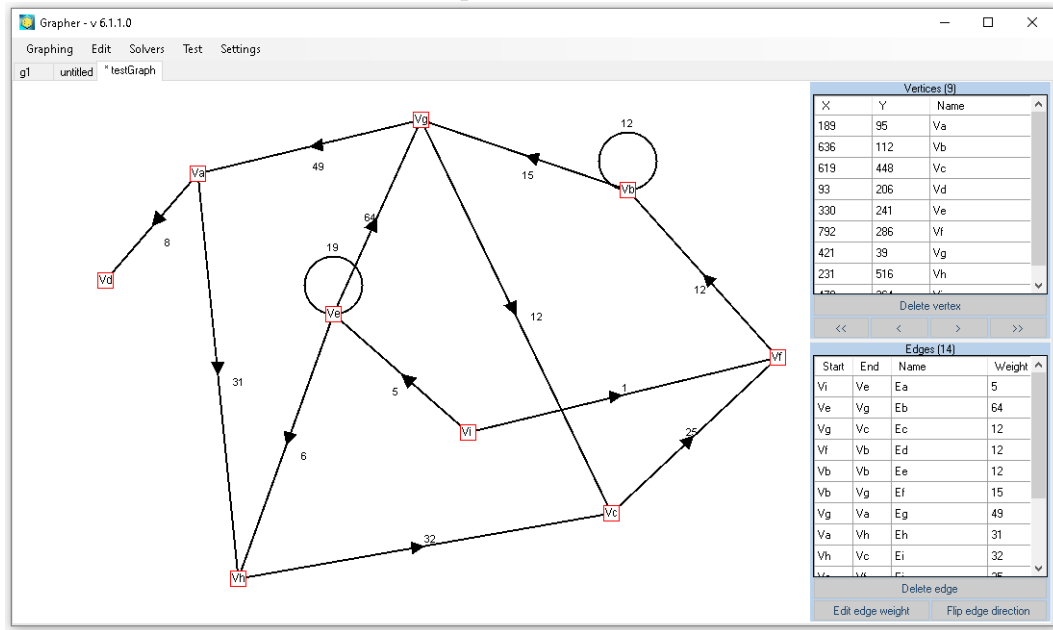 Grapher - v 6.1.1.0
Graphing Edit Solvers Test Settings
g1 untitled * testGraph
Vg
12
49
15
Va
Vb
64
8
19
Vd
12
Ve
12
Vf
31
5
1
Vi
25
6
Vc
32
Vh
Vertices (9)
X Y Name
189 95 Va
636 112 Vb
619 448 Vc
93 206 Vd
330 241 Ve
792 286 Vf
421 39 Vg
231 516 Vh
Delete vertex
<< < > >>
Edges (14)
Start End Name Weight
Vi Ve Ea 5
Ve Vg Eb 64
Vg Vc Ec 12
Vf Vb Ed 12
Vb Vb Ee 12
Vb Vg Ef 15
Vg Va Eg 49
Va Vh Eh 31
Vh Vc Ei 32
Delete edge
Edit edge weight Flip edge direction